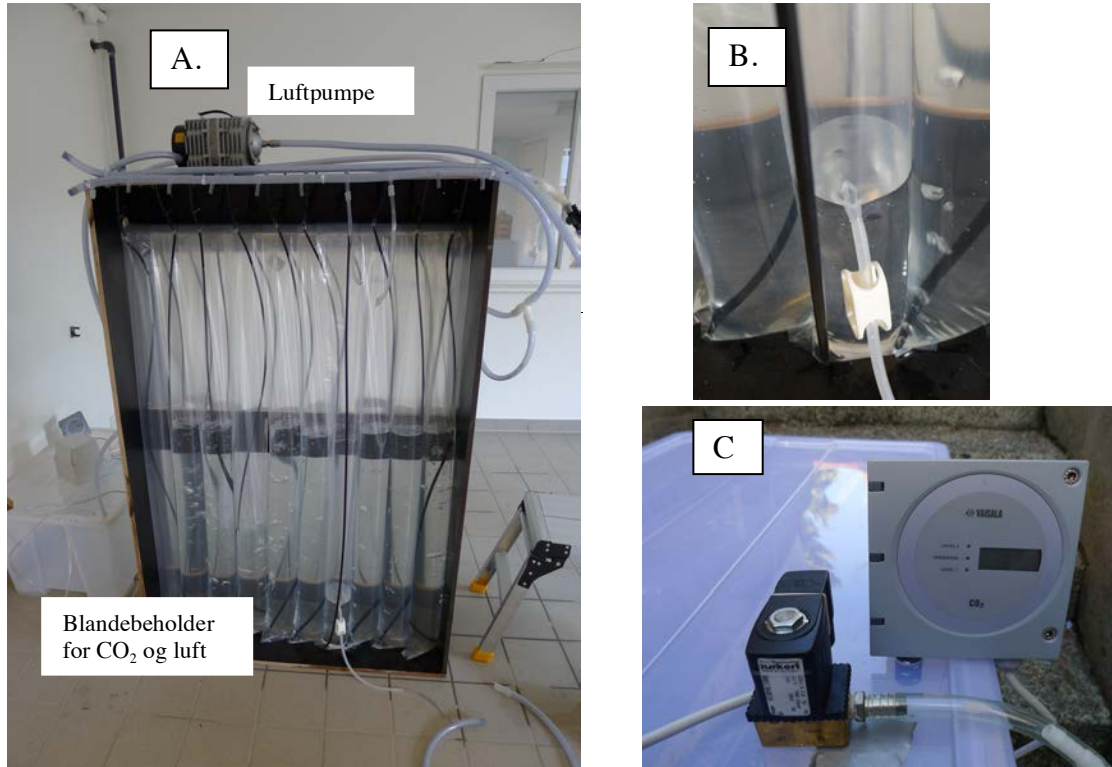 A.
Luftpumpe
Blandebeholder
for CO₂ og luft
B.
C
VAISALA
CO₂
burkert